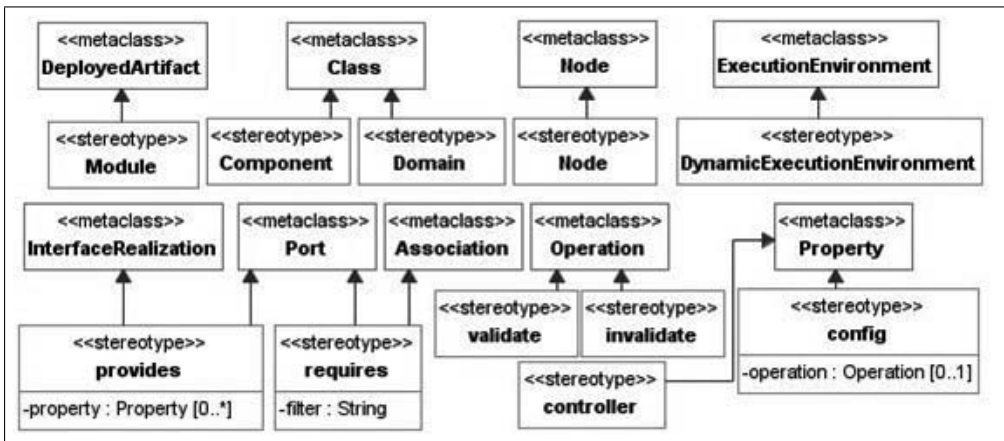 <<metaclass>>
DeployedArtifact
<<metaclass>>
Class
<<metaclass>>
Node
<<metaclass>>
ExecutionEnvironment
<<stereotype>>
Module
<<stereotype>>
Component
<<stereotype>>
Domain
<<stereotype>>
Node
<<stereotype>>
DynamicExecutionEnvironment
<<metaclass>>
InterfaceRealization
<<metaclass>>
Port
<<metaclass>>
Association
<<metaclass>>
Operation
<<metaclass>>
Property
<<stereotype>>
provides
-property : Property [0..*]
<<stereotype>>
requires
-filter : String
<<stereotype>>
validate
<<stereotype>>
invalidate
<<stereotype>>
controller
<<stereotype>>
config
-operation : Operation [0..1]